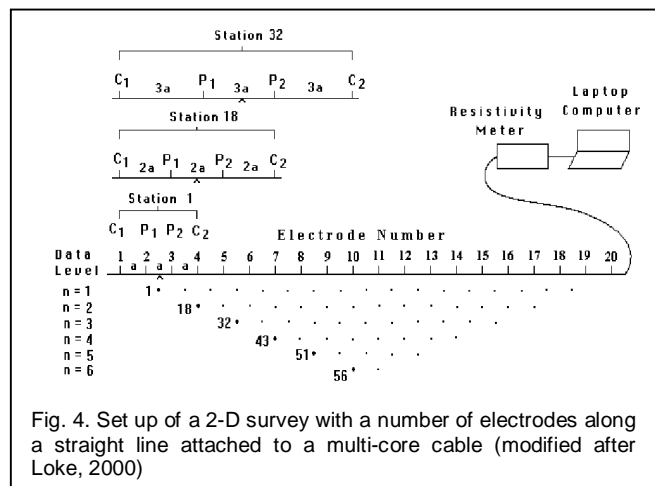 Station 32
C1 3a P1 3a P2 3a C2
Station 18
C1 2a P1 2a P2 2a C2
Station 1
C1 P1 P2 C2
Laptop
Computer
Resistivity
Meter
Electrode Number
Data
Level
1 2 3 4 5 6 7 8 9 10 11 12 13 14 15 16 17 18 19 20
a a a
n = 1 1
n = 2 18
n = 3 32
n = 4 43
n = 5 51
n = 6 56
Fig. 4. Set up of a 2-D survey with a number of electrodes along
a straight line attached to a multi-core cable (modified after
Loke, 2000)